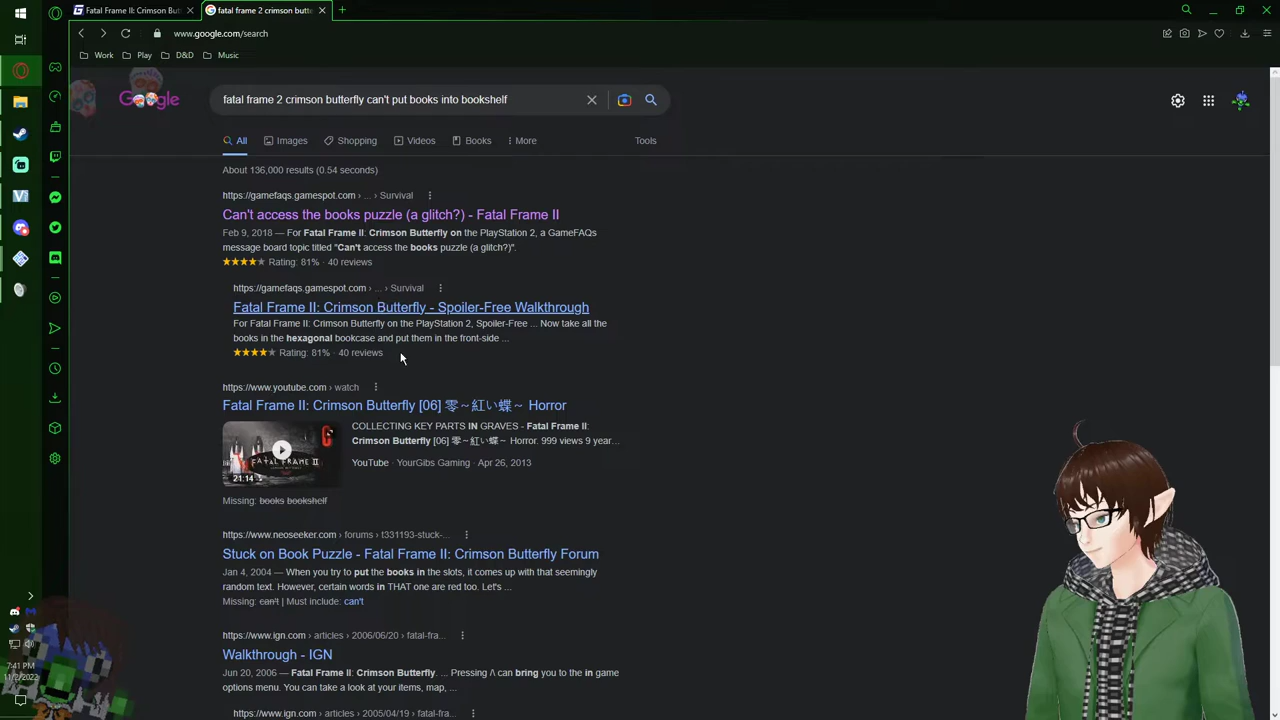 Fatal Frame II: Crimson But
fatal frame 2 crimson butte
www.google.com/search
Work
Play
D&D
Music
Google
fatal frame 2 crimson butterfly can't put books into bookshelf
All
Images
Shopping
Videos
Books
More
Tools
About 136,000 results (0.54 seconds)
https://gamefaqs.gamespot.com › ... › Survival
Can't access the books puzzle (a glitch?) - Fatal Frame II
Feb 9, 2018 — For Fatal Frame II: Crimson Butterfly on the PlayStation 2, a GameFAQs
message board topic titled "Can't access the books puzzle (a glitch?)".
Rating: 81% · 40 reviews
https://gamefaqs.gamespot.com › ... › Survival
Fatal Frame II: Crimson Butterfly - Spoiler-Free Walkthrough
For Fatal Frame II: Crimson Butterfly on the PlayStation 2, Spoiler-Free ... Now take all the
books in the hexagonal bookcase and put them in the front-side ...
Rating: 81% · 40 reviews
https://www.youtube.com › watch
Fatal Frame II: Crimson Butterfly [06] 零～紅い蝶～ Horror
COLLECTING KEY PARTS IN GRAVES - Fatal Frame II:
Crimson Butterfly [06] 零～紅い蝶～ Horror. 999 views 9 year...
FATAL FRAME II
21:14
YouTube · YourGibs Gaming · Apr 26, 2013
Missing: books bookshelf
https://www.neoseeker.com › forums › t331193-stuck-...
Stuck on Book Puzzle - Fatal Frame II: Crimson Butterfly Forum
Jan 4, 2004 — When you try to put the books in the slots, it comes up with that seemingly
random text. However, certain words in THAT one are red too. Let's ...
Missing: can't | Must include: can't
https://www.ign.com › articles › 2006/06/20 › fatal-fra...
Walkthrough - IGN
Jun 20, 2006 — Fatal Frame II: Crimson Butterfly. ... Pressing /\ can bring you to the in game
options menu. You can take a look at your items, map, ...
https://www.ign.com › articles › 2005/04/19 › fatal-fra...
7:41 PM
11/2/2022